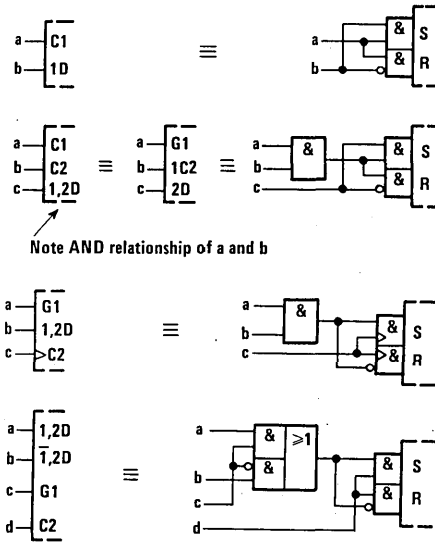 a C1 ≡ a & S
b 1D b & R
a C1 ≡ a G1 ≡ a & & S
b C2 b 1C2 b & R
c 1,2D c 2D c
Note AND relationship of a and b
a G1 ≡ a & & S
b 1,2D b & R
c C2 c
a 1,2D ≡ a & ≥1 & S
b 1̅,2D b & & R
c G1 c
d C2 d